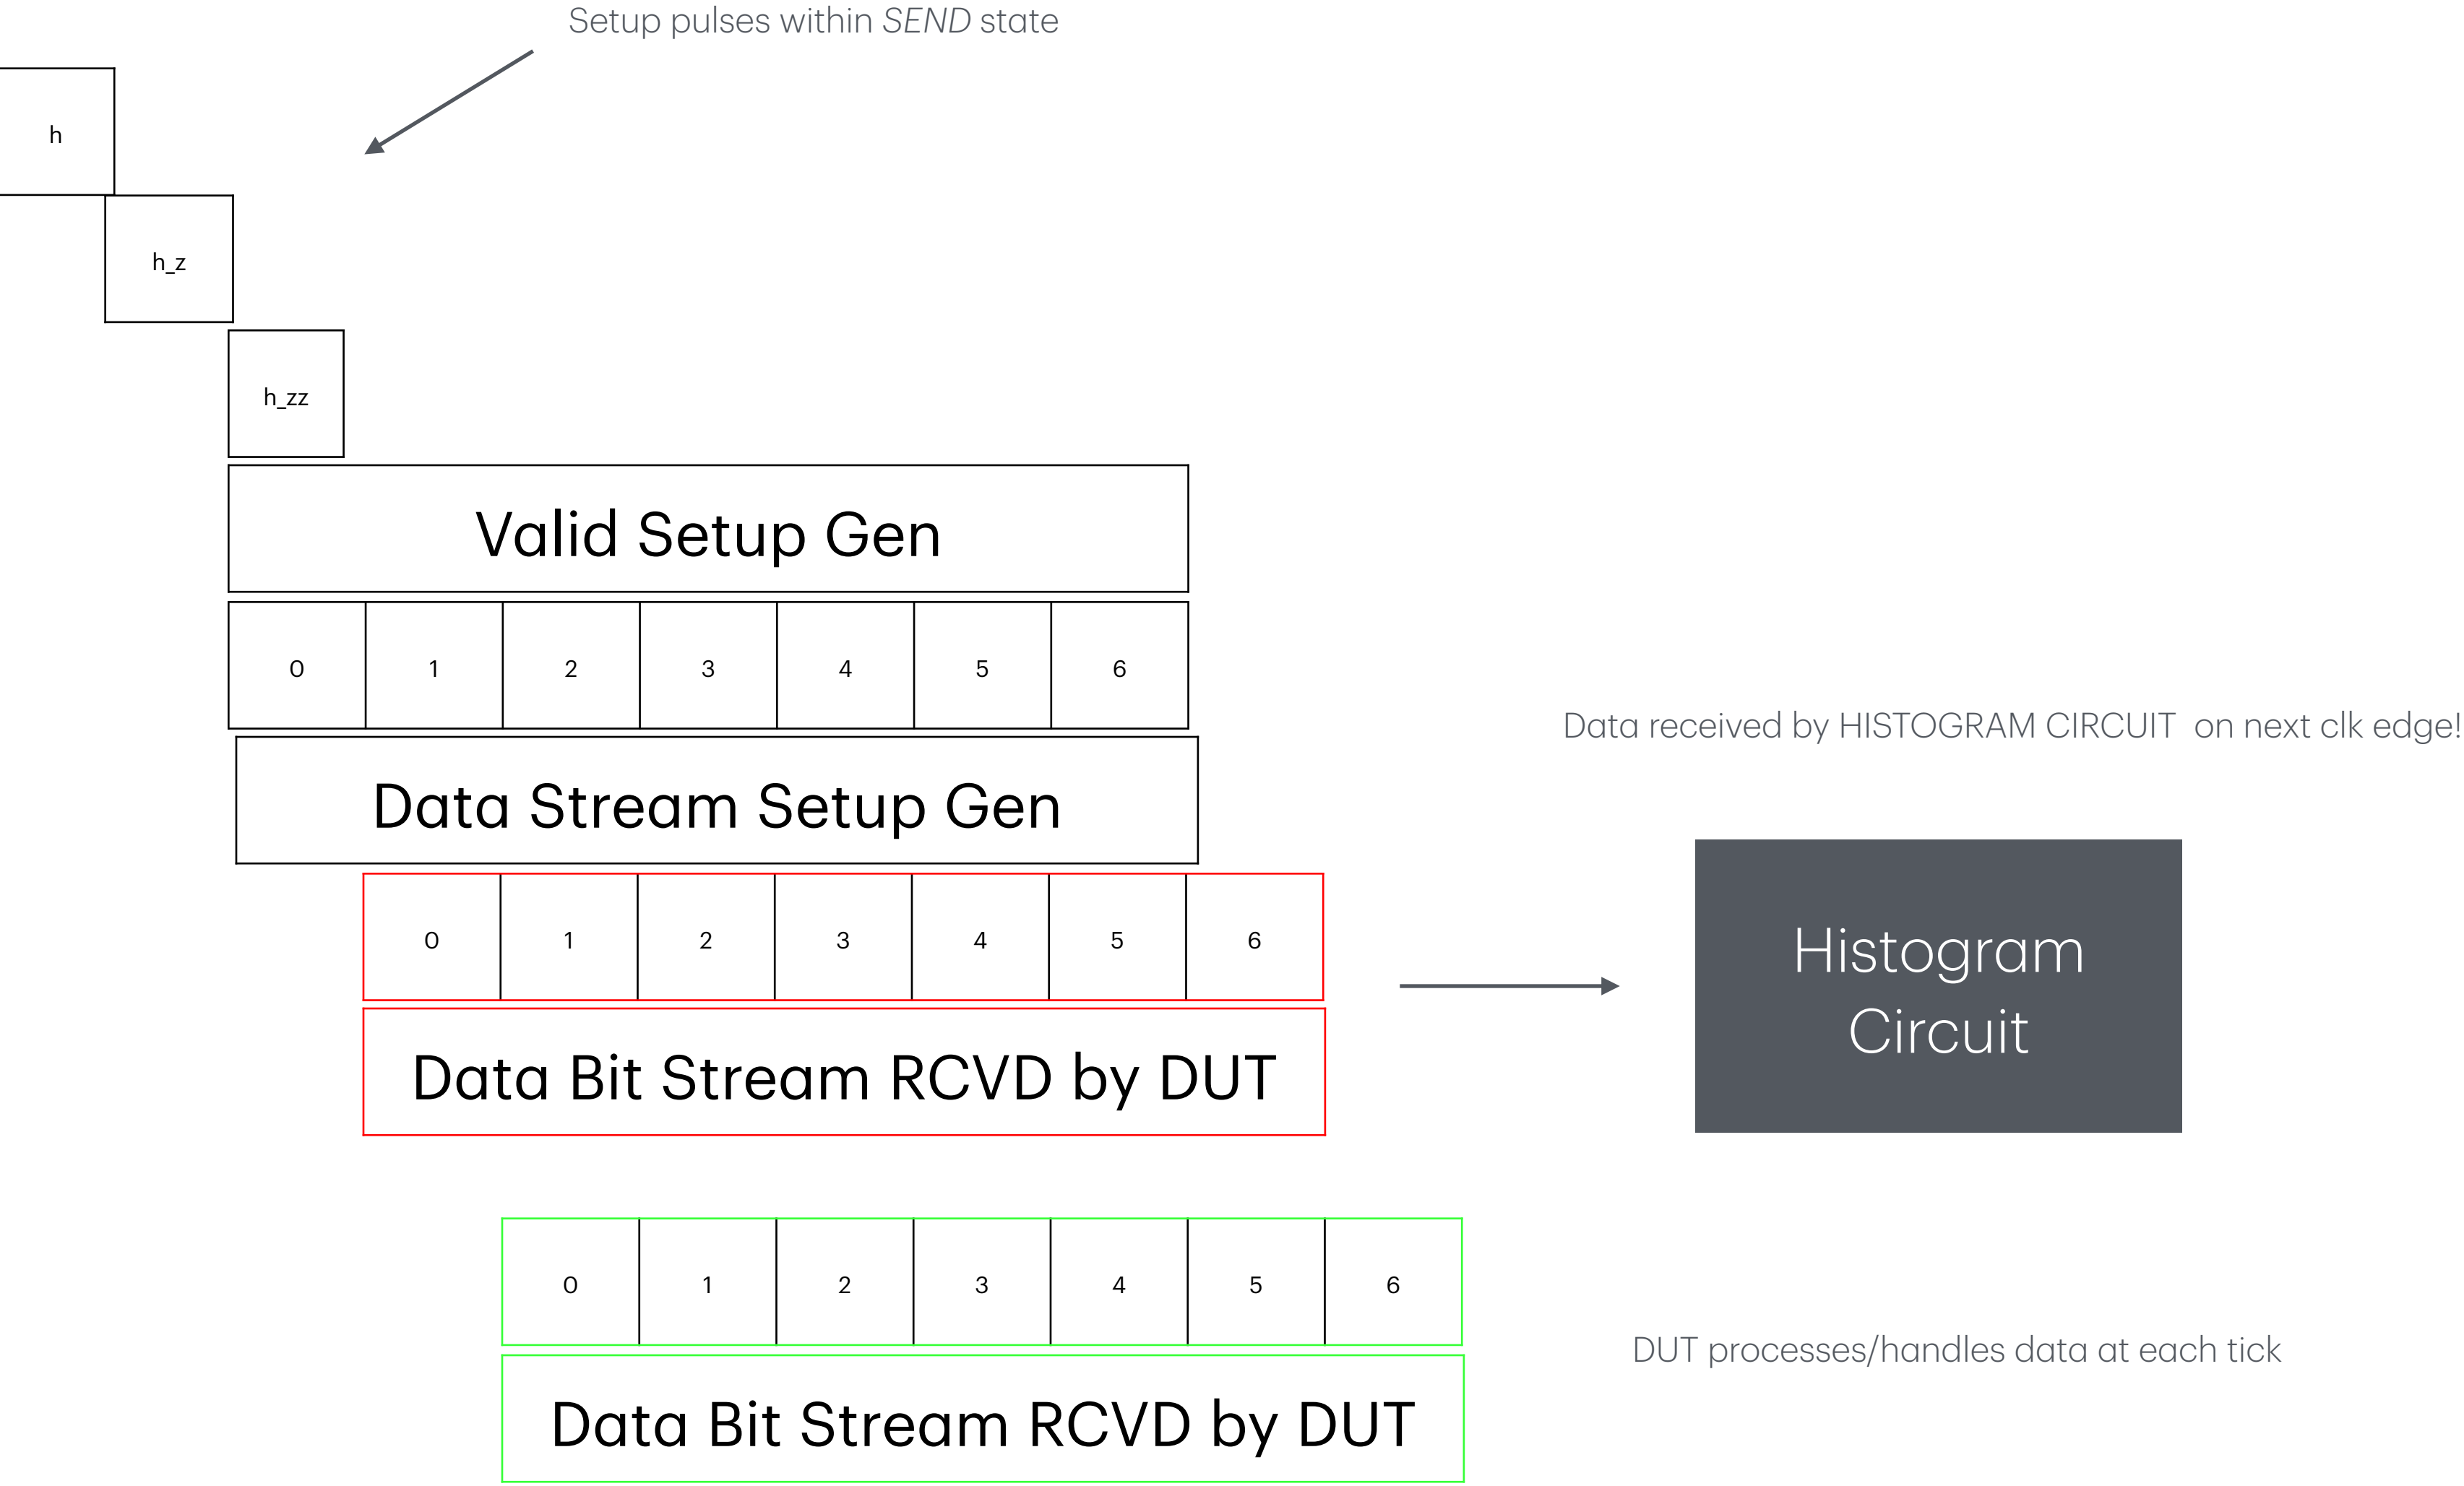 Setup pulses within SEND state
h
h_z
h_zz
Valid Setup Gen
0 1 2 3 4 5 6
Data received by HISTOGRAM CIRCUIT on next clk edge!
Data Stream Setup Gen
0 1 2 3 4 5 6
Histogram
Circuit
Data Bit Stream RCVD by DUT
0 1 2 3 4 5 6
DUT processes/handles data at each tick
Data Bit Stream RCVD by DUT